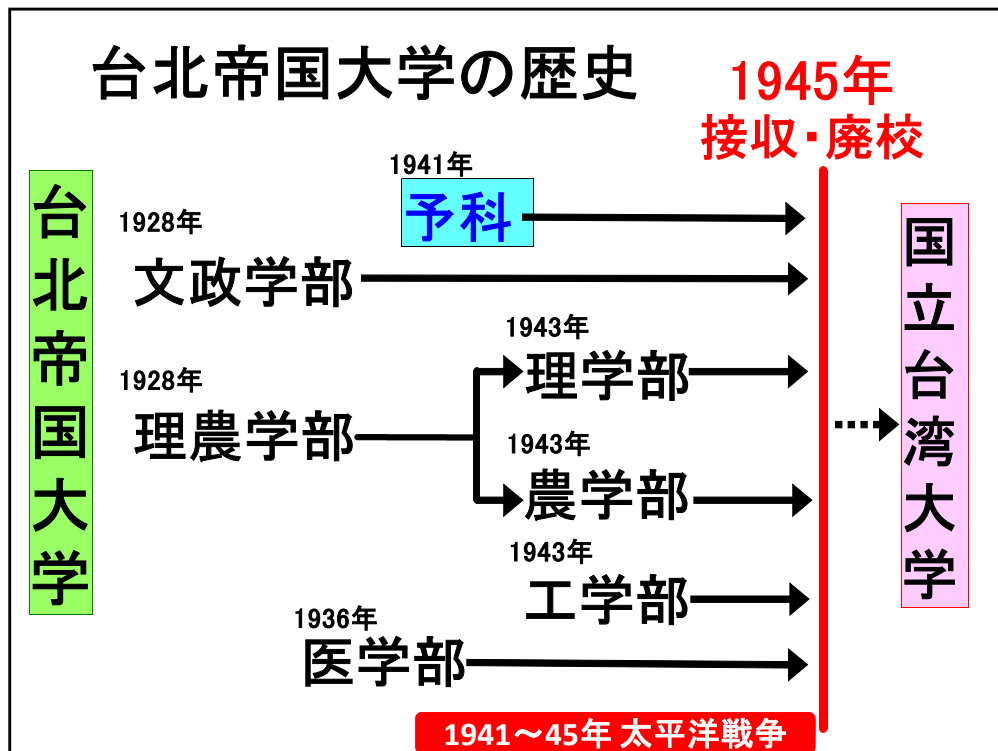 台北帝国大学の歴史
1945年
接収・廃校
台北帝国大学
1941年
予科
1928年
文政学部
1928年
理農学部
1943年
理学部
1943年
農学部
1943年
工学部
1936年
医学部
国立台湾大学
1941～45年 太平洋戦争